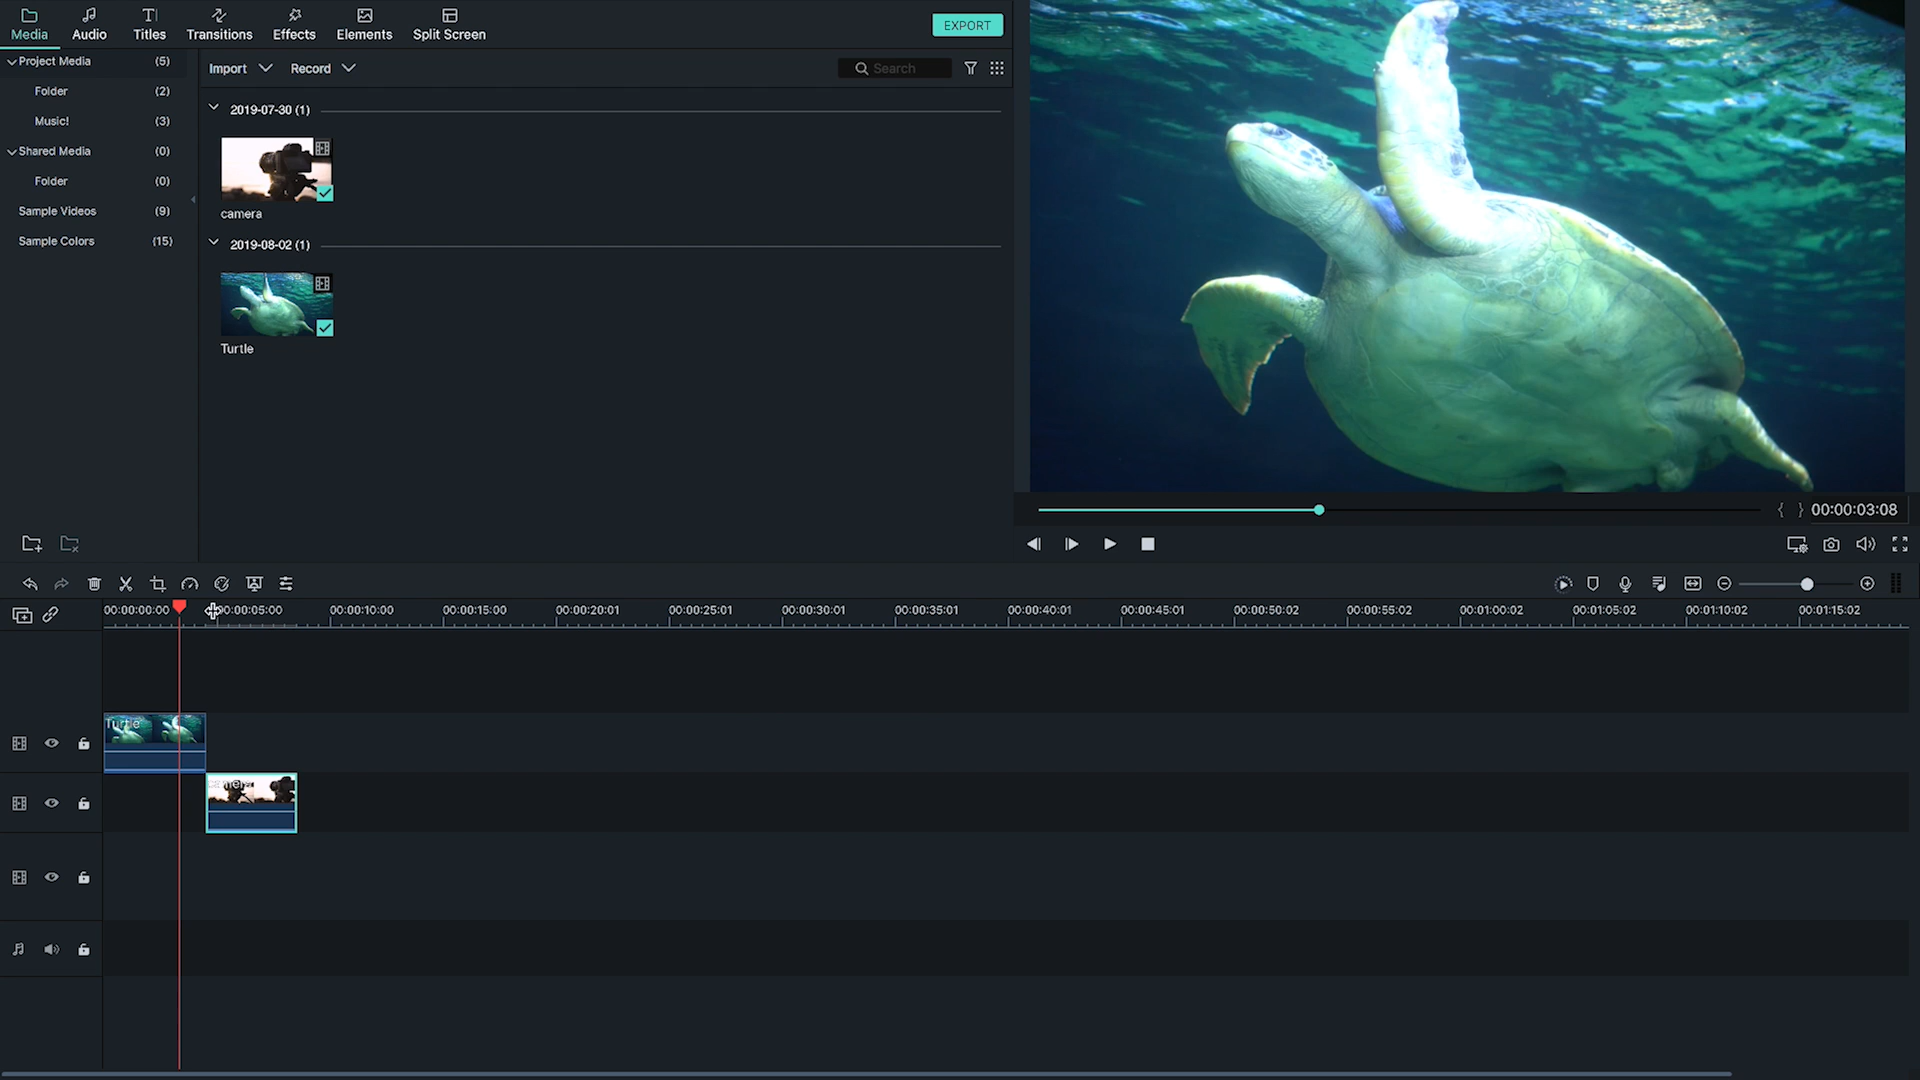 Media Audio Titles Transitions Effects Elements Split Screen EXPORT
Project Media (5)
Folder (2)
Music! (3)
Shared Media (0)
Folder (0)
Sample Videos (9)
Sample Colors (15)
Import Record Search
2019-07-30 (1)
camera
2019-08-02 (1)
Turtle
{ } 00:00:03:08
00:00:00:00 00:00:05:00 00:00:10:00 00:00:15:00 00:00:20:01 00:00:25:01 00:00:30:01 00:00:35:01 00:00:40:01 00:00:45:01 00:00:50:02 00:00:55:02 00:01:00:02 00:01:05:02 00:01:10:02 00:01:15:02
Turtle
camera